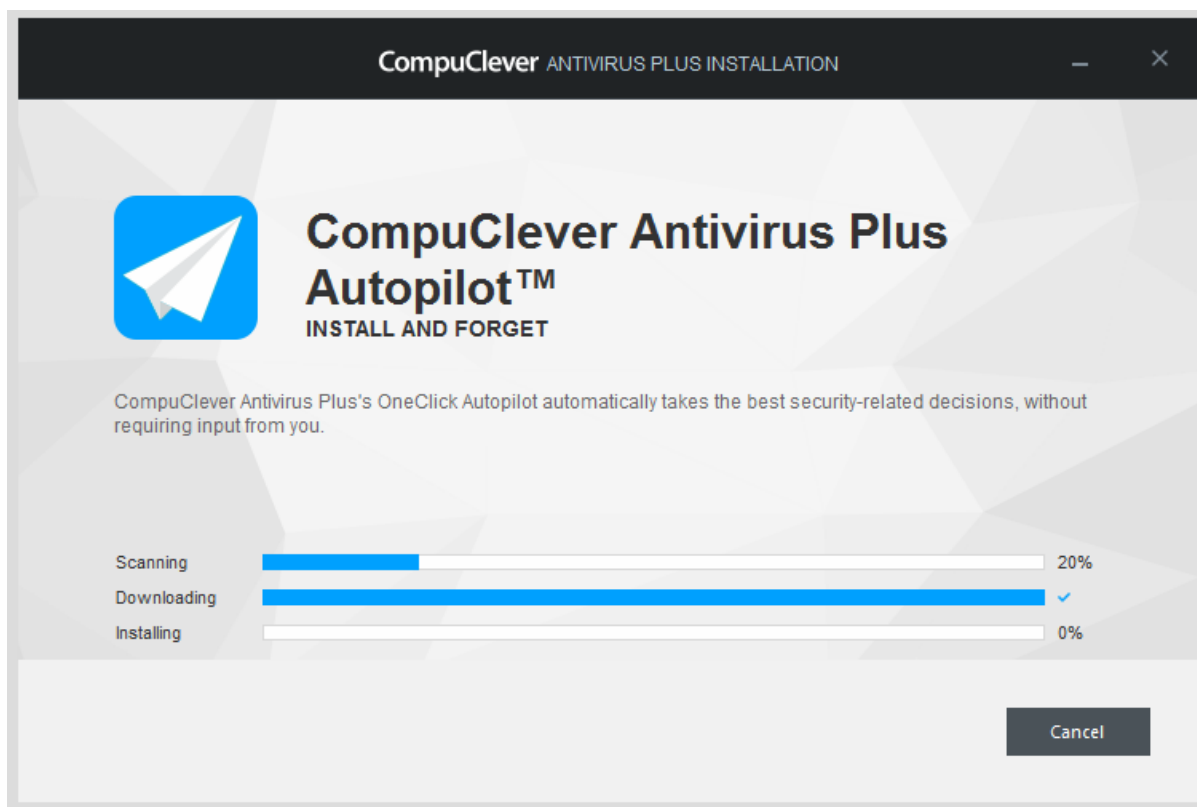 CompuClever ANTIVIRUS PLUS INSTALLATION
CompuClever Antivirus Plus
Autopilot™
INSTALL AND FORGET
CompuClever Antivirus Plus's OneClick Autopilot automatically takes the best security-related decisions, without
requiring input from you.
Scanning 20%
Downloading
Installing 0%
Cancel